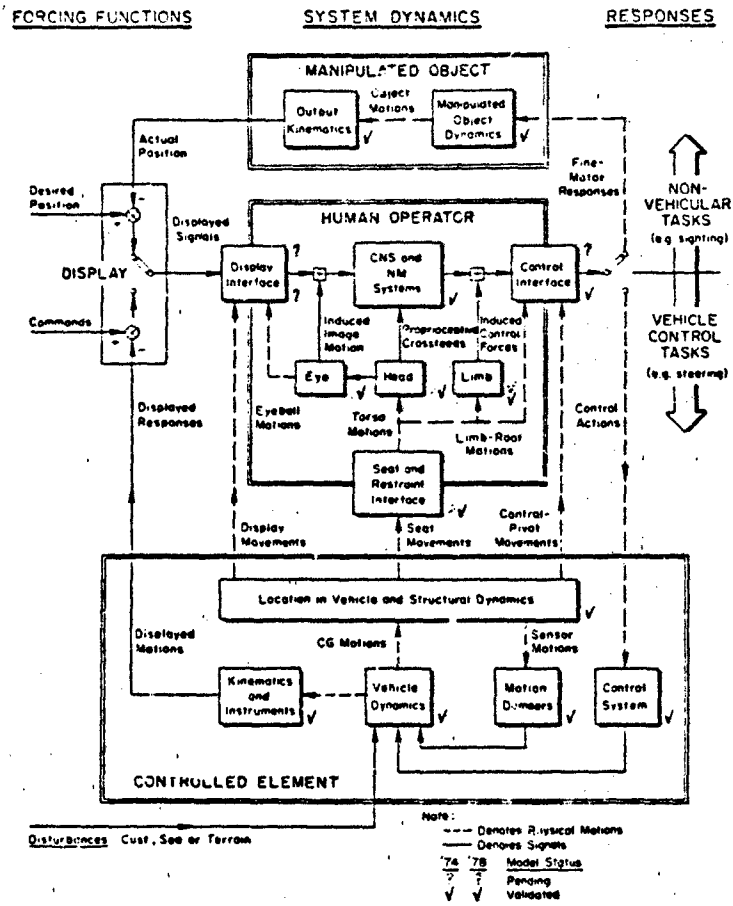 FORCING FUNCTIONS
SYSTEM DYNAMICS
RESPONSES
MANIPULATED OBJECT
Object
Motions
Output
Kinematics
√
Manipulated
Object
Dynamics
√
Actual
Position
Desired
Position
Displayed
Signals
DISPLAY
Commands
Fine-
Motor
Responses
NON-
VEHICULAR
TASKS
(e.g. sighting)
VEHICLE
CONTROL
TASKS
(e.g. steering)
HUMAN OPERATOR
Display
Interface
?
?
CNS and
NM
Systems
√
Control
Interface
?
√
Induced
Image
Motion
Proprioceptive
Crossfeeds
Induced
Control
Forces
Eye
√
Head
√
Limb
?
√
Displayed
Responses
Eyeball
Motions
Torso
Motions
Limb-Root
Motions
Control
Actions
Seat and
Restraint
Interface
√
Display
Movements
Seat
Movements
Control-
Pivot
Movements
Location in Vehicle and Structural Dynamics
√
Displayed
Motions
CG Motions
Sensor
Motions
Kinematics
and
Instruments
√
Vehicle
Dynamics
√
Motion
Dampers
√
Control
System
√
CONTROLLED ELEMENT
Disturbances Gust, Sea or Terrain
Note:
--- Denotes Physical Motions
— Denotes Signals
'74 '78 Model Status
? ? Pending
√ √ Validated